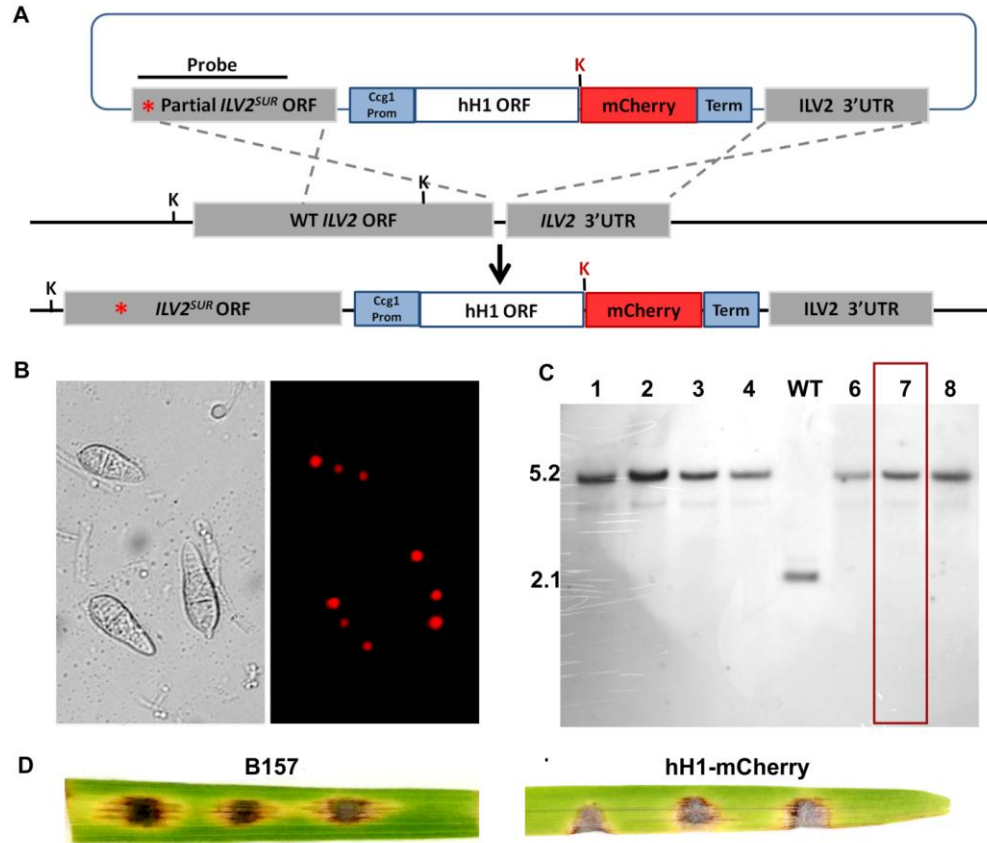 A
Probe
K
* Partial ILV2SUR ORF
Ccg1 Prom
hH1 ORF
mCherry
Term
ILV2 3'UTR
K
K
WT ILV2 ORF
ILV2 3'UTR
K
K
* ILV2SUR ORF
Ccg1 Prom
hH1 ORF
mCherry
Term
ILV2 3'UTR
B
C
1 2 3 4 WT 6 7 8
5.2
2.1
D
B157
hH1-mCherry